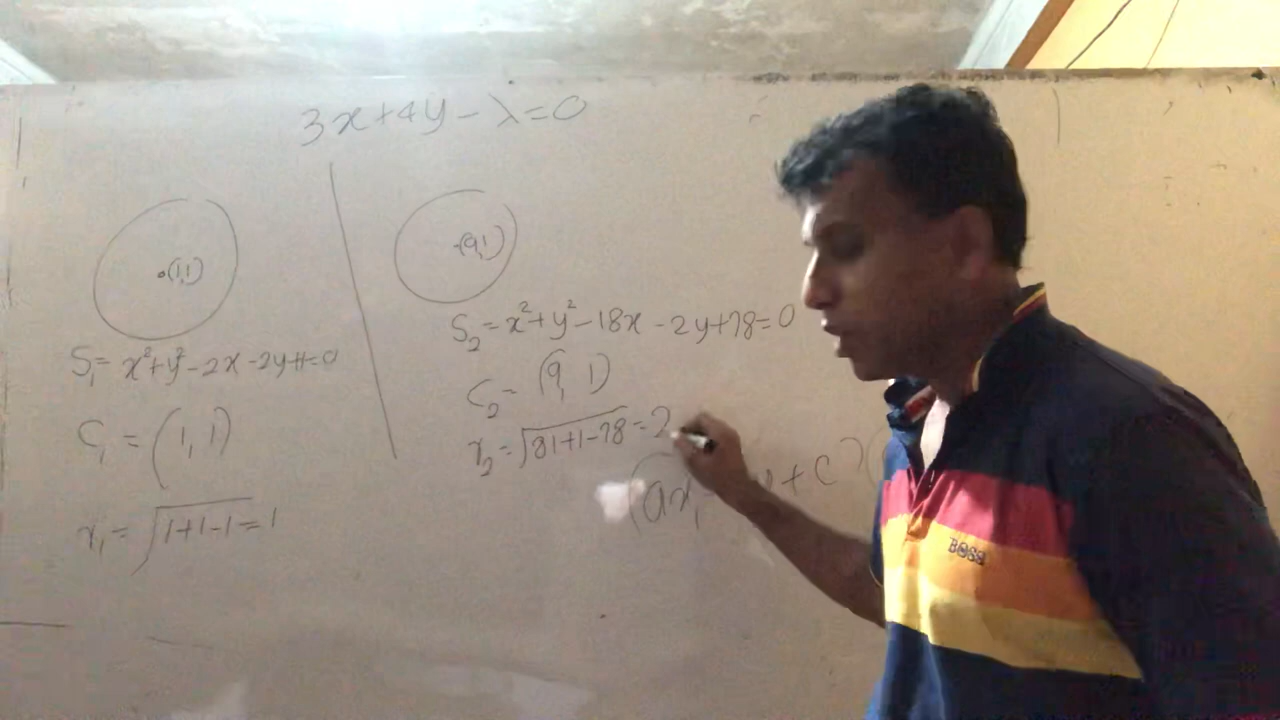 3x+4y-λ=0
(1,1)
(9,1)
S₁=x²+y²-2x-2y+1=0
C₁=(1,1)
r₁=√1+1-1=1
S₂=x²+y²-18x-2y+78=0
C₂=(9,1)
r₂=√81+1-78=2
(ax₁ + c)(
BOSS